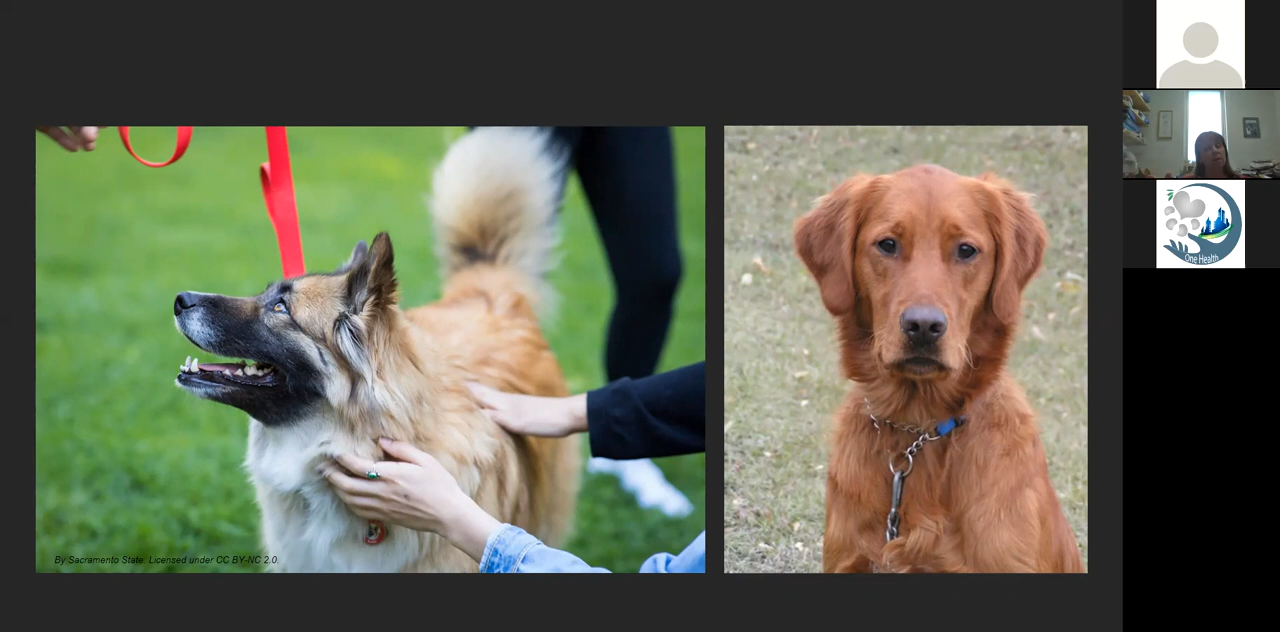 By Sacramento State. Licensed under CC BY-NC 2.0.
One Health